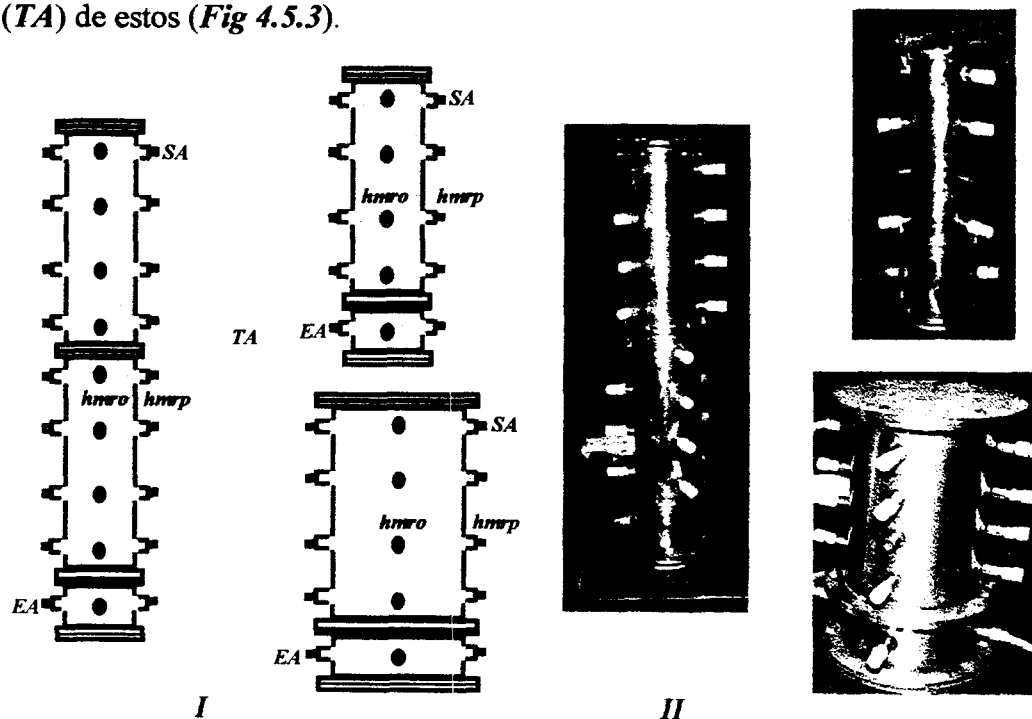 (TA) de estos (Fig 4.5.3).
SA
hmro hmrp
EA
TA
SA
hmro hmrp
EA
SA
hmro hmrp
EA
I
II